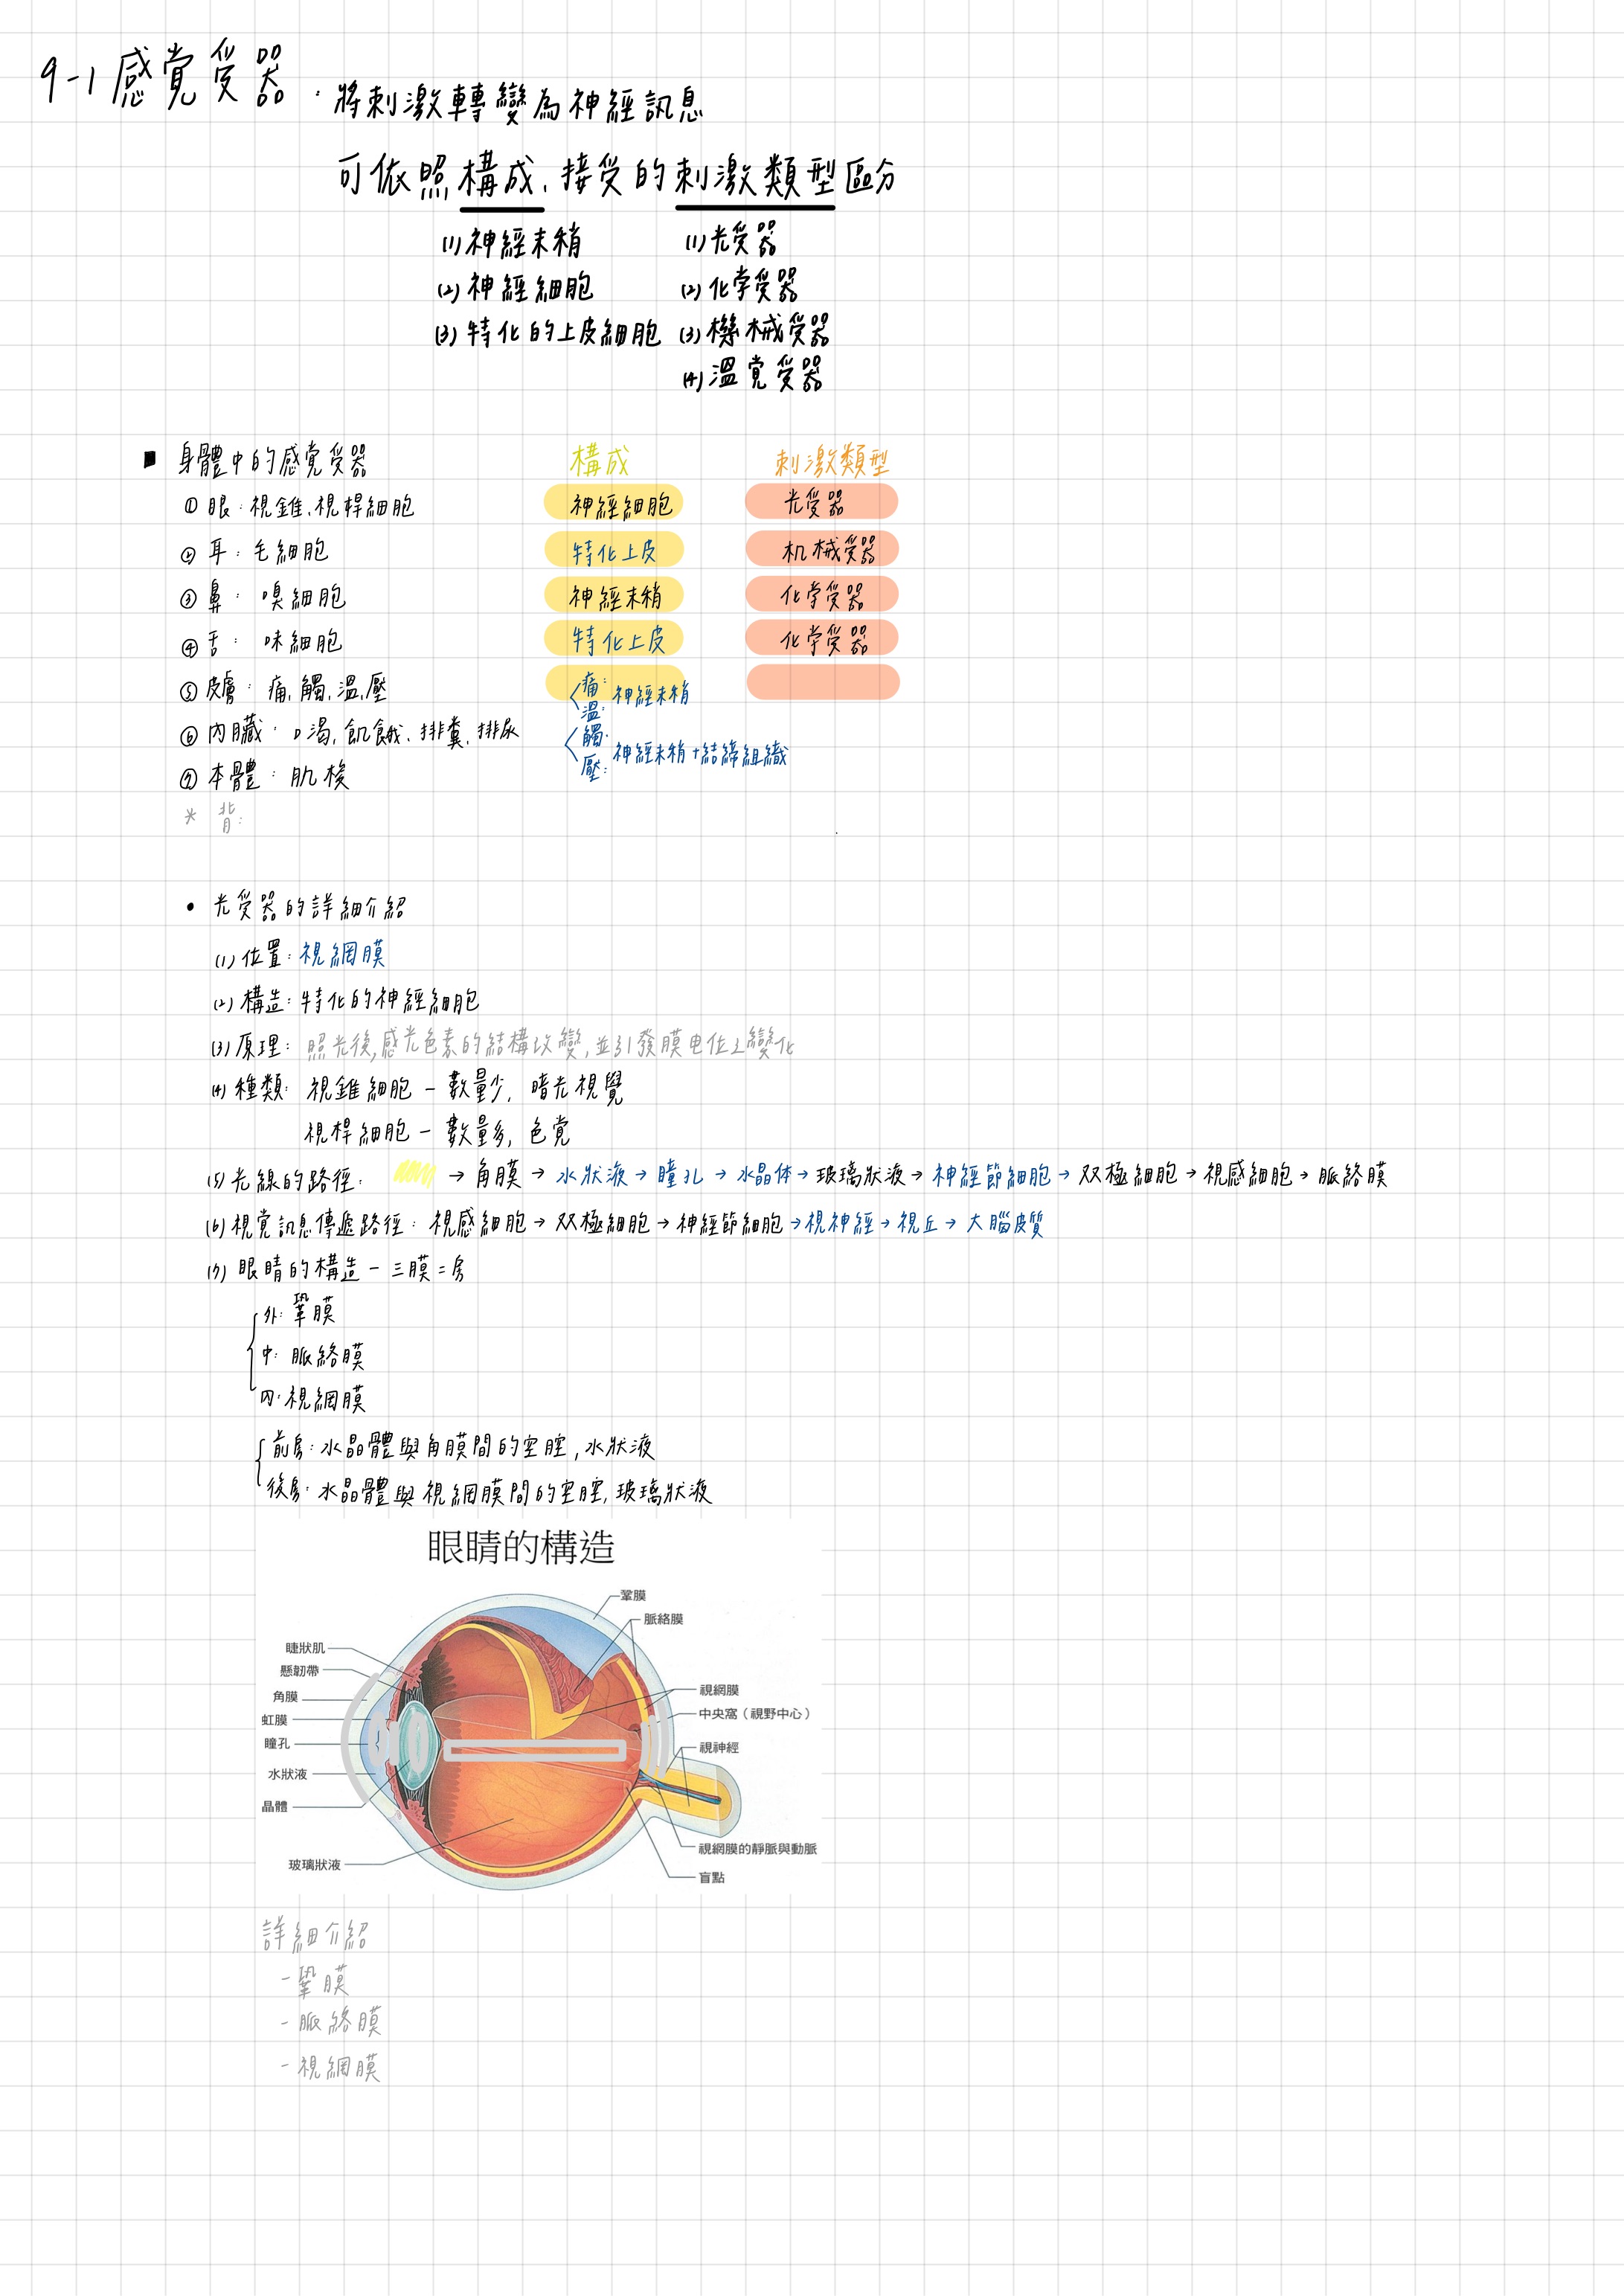 9-1 感覚受器：將刺激轉變為神經訊息
可依照構成、接受的刺激類型區分
(1) 神經末稍 (1) 光受器
(2) 神經細胞 (2) 化学受器
(3) 特化的上皮細胞 (3) 機械受器
(4) 溫覚受器
■ 身體中的感覚受器 構成 刺激類型
① 眼：視錐、視桿細胞 神經細胞 光受器
② 耳：毛細胞 特化上皮 机械受器
③ 鼻：嗅細胞 神經末稍 化学受器
④ 舌：味細胞 特化上皮 化学受器
⑤ 皮膚：痛、觸、溫、壓 痛：溫：神經末稍
⑥ 內臟：口渴、飢餓、排糞、排尿 觸：壓：神經末稍+結締組織
⑦ 本體：肌梭
* 背：
• 光受器的詳細介紹
(1) 位置：視網膜
(2) 構造：特化的神經細胞
(3) 原理：照光後,感光色素的結構改變,並引發膜电位之變化
(4) 種類：視錐細胞－數量少, 暗光視覺
視桿細胞－數量多, 色覚
(5) 光線的路徑： → 角膜 → 水狀液 → 瞳孔 → 水晶体 → 玻璃狀液 → 神經節細胞 → 双極細胞 → 視感細胞 → 脈絡膜
(6) 視覚訊息傳遞路徑：視感細胞 → 双極細胞 → 神經節細胞 → 視神經 → 視丘 → 大腦皮質
(7) 眼睛的構造－三膜二房
外：鞏膜
中：脈絡膜
內：視網膜
前房：水晶體與角膜間的空腔, 水狀液
後房：水晶體與視網膜間的空腔, 玻璃狀液
眼睛的構造
鞏膜
脈絡膜
睫狀肌
懸韌帶
角膜
虹膜
瞳孔
水狀液
晶體
玻璃狀液
視網膜
中央窩（視野中心）
視神經
視網膜的靜脈與動脈
盲點
詳細介紹
－鞏膜
－脈絡膜
－視網膜